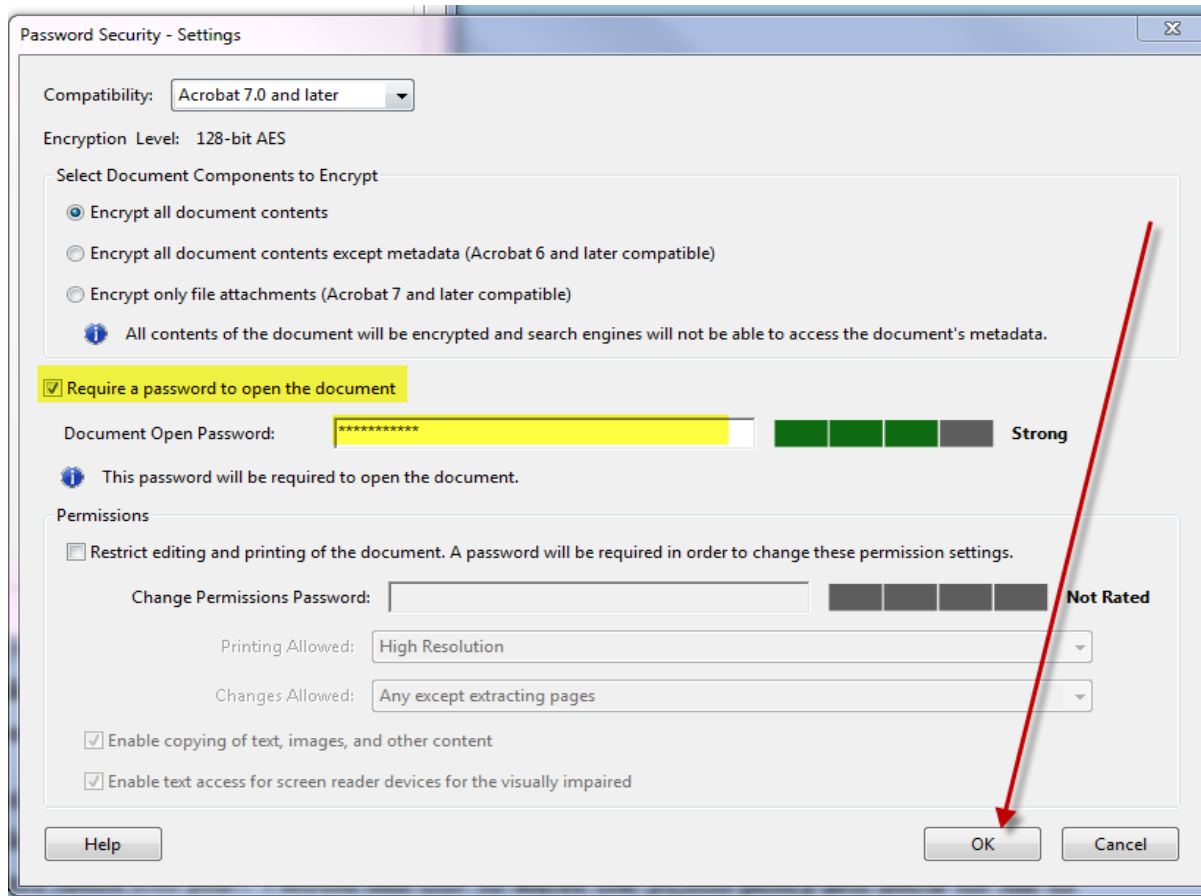 Password Security - Settings
Compatibility: Acrobat 7.0 and later
Encryption Level: 128-bit AES
Select Document Components to Encrypt
Encrypt all document contents
Encrypt all document contents except metadata (Acrobat 6 and later compatible)
Encrypt only file attachments (Acrobat 7 and later compatible)
All contents of the document will be encrypted and search engines will not be able to access the document's metadata.
Require a password to open the document
Document Open Password: *********** Strong
This password will be required to open the document.
Permissions
Restrict editing and printing of the document. A password will be required in order to change these permission settings.
Change Permissions Password: Not Rated
Printing Allowed: High Resolution
Changes Allowed: Any except extracting pages
Enable copying of text, images, and other content
Enable text access for screen reader devices for the visually impaired
Help OK Cancel